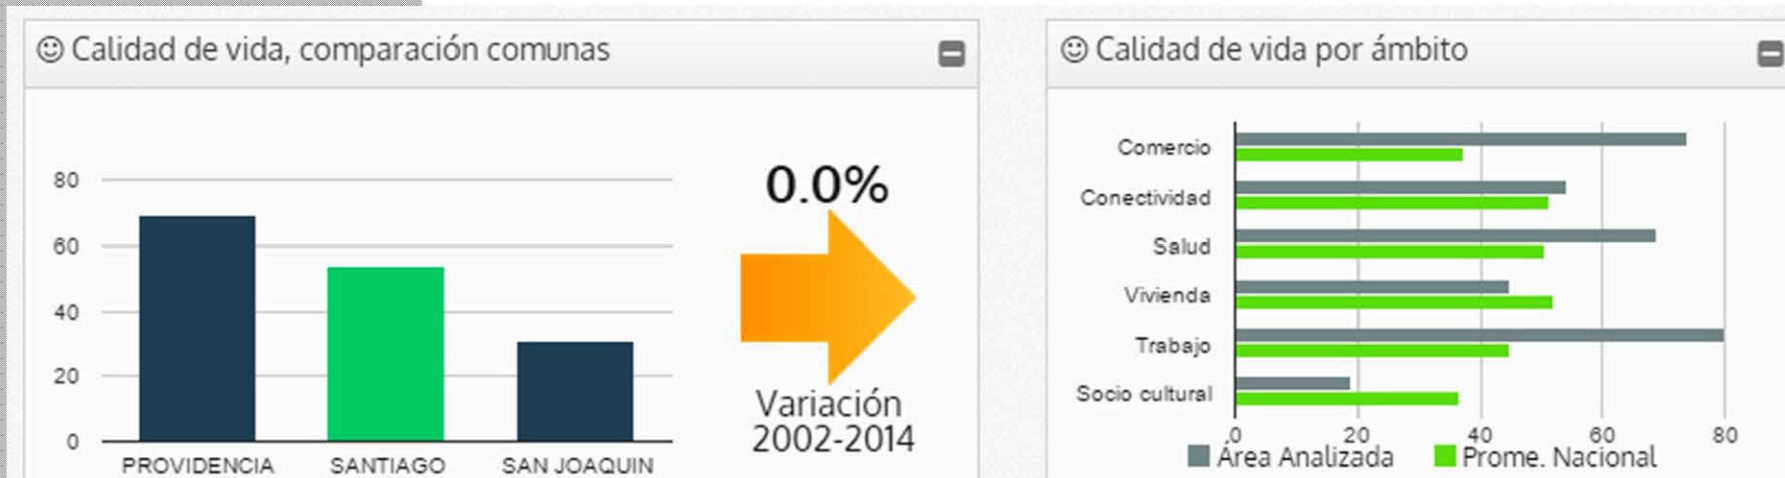 Calidad de vida, comparación comunas
80
60
40
20
0
PROVIDENCIA SANTIAGO SAN JOAQUIN
0.0%
Variación
2002-2014
Calidad de vida por ámbito
Comercio
Conectividad
Salud
Vivienda
Trabajo
Socio cultural
0 20 40 60 80
Área Analizada Prome. Nacional